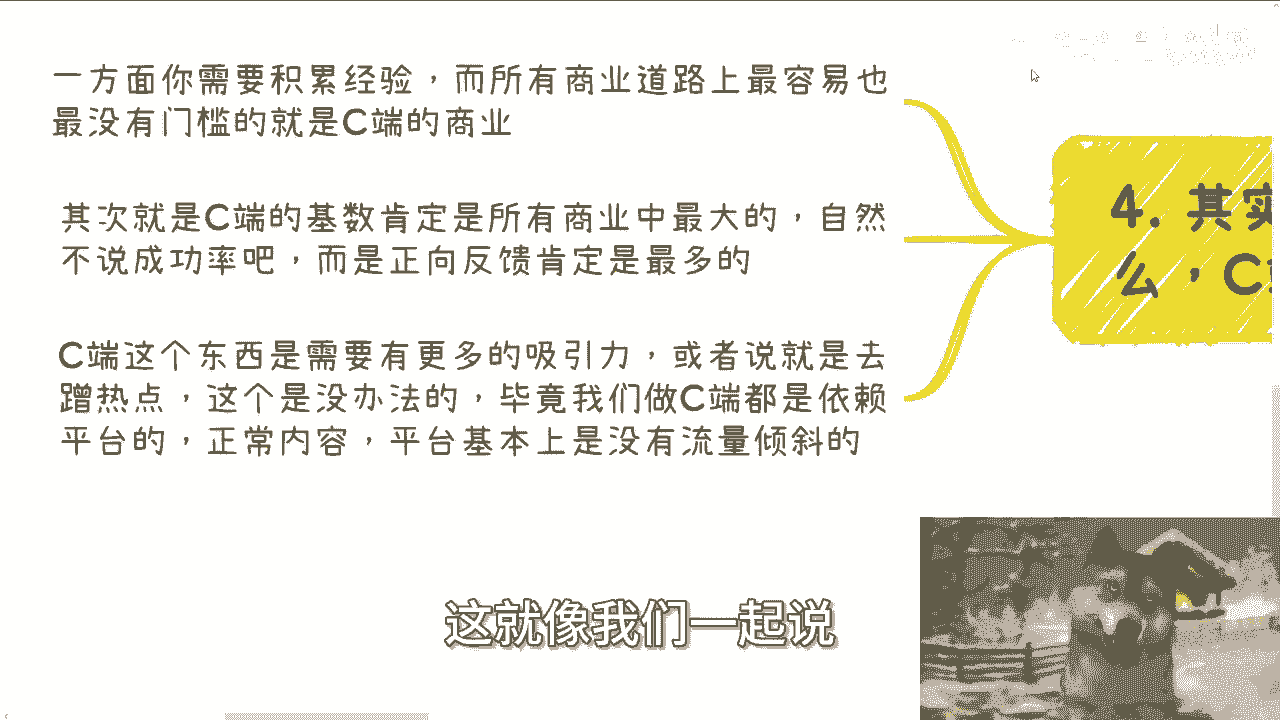 一方面你需要积累经验，而所有商业道路上最容易也
最没有门槛的就是C端的商业
其次就是C端的基数肯定是所有商业中最大的，自然
不说成功率吧，而是正向反馈肯定是最多的
C端这个东西是需要有更多的吸引力，或者说就是去
蹭热点，这个是没办法的，毕竟我们做C端都是依赖
平台的，正常内容，平台基本上是没有流量倾斜的
4. 其实
么，C
这就像我们一起说